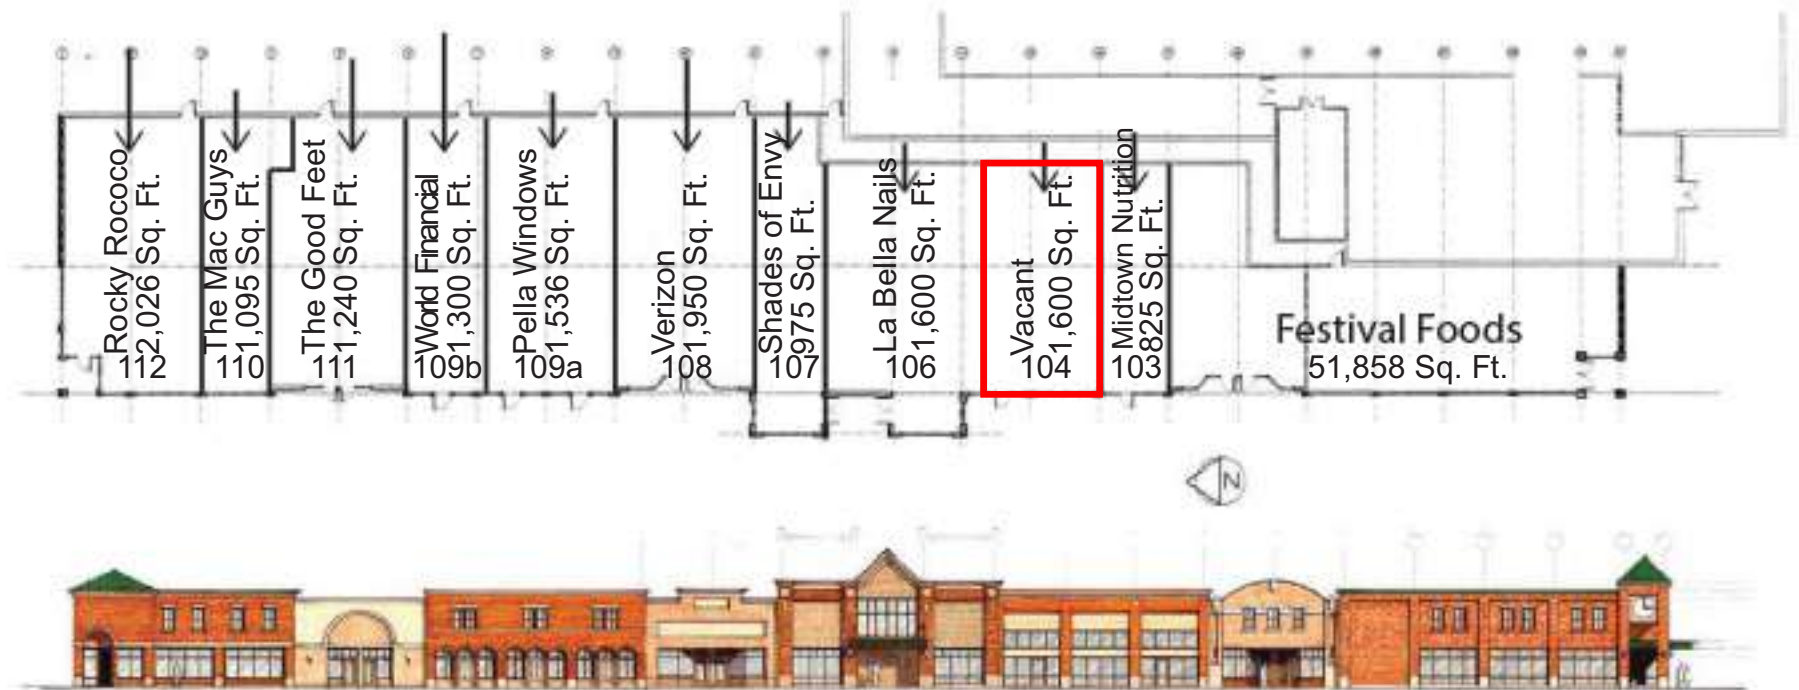 Rocky Rococo
2,026 Sq. Ft.
112
The Mac Guys
1,095 Sq. Ft.
110
The Good Feet
1,240 Sq. Ft.
111
World Financial
1,300 Sq. Ft.
109b
Pella Windows
1,536 Sq. Ft.
109a
Verizon
1,950 Sq. Ft.
108
Shades of Envy
975 Sq. Ft.
107
La Bella Nails
1,600 Sq. Ft.
106
Vacant
1,600 Sq. Ft.
104
Midtown Nutrition
825 Sq. Ft.
103
Festival Foods
51,858 Sq. Ft.
N